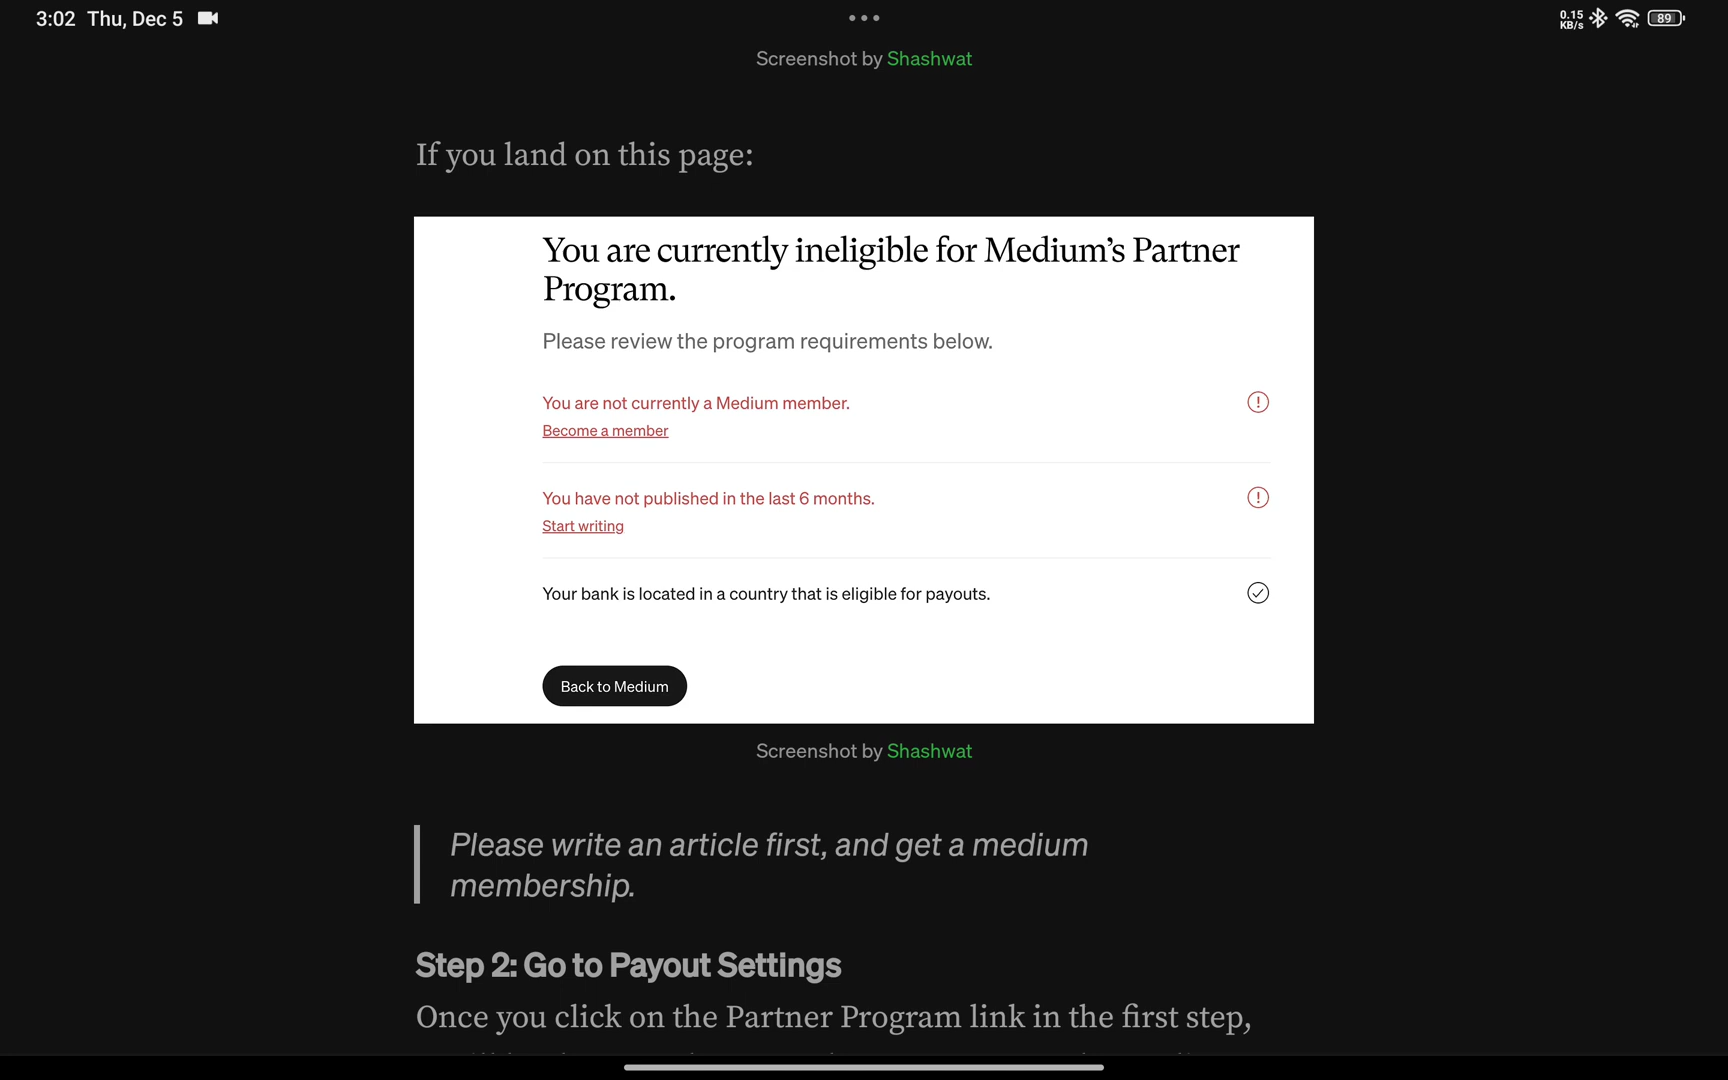 3:02 Thu, Dec 5
0.15 KB/s
89
Screenshot by Shashwat
If you land on this page:
You are currently ineligible for Medium’s Partner
Program.
Please review the program requirements below.
You are not currently a Medium member.
Become a member
You have not published in the last 6 months.
Start writing
Your bank is located in a country that is eligible for payouts.
Back to Medium
Screenshot by Shashwat
Please write an article first, and get a medium
membership.
Step 2: Go to Payout Settings
Once you click on the Partner Program link in the first step,